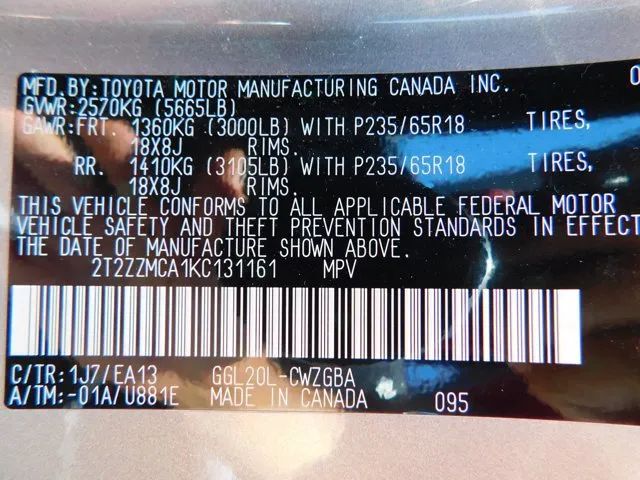 MFD.BY:TOYOTA MOTOR MANUFACTURING CANADA INC. 0
GVWR:2570KG (5665LB)
GAWR:FRT. 1360KG (3000LB) WITH P235/65R18 TIRES,
18X8J RIMS.
RR. 1410KG (3105LB) WITH P235/65R18 TIRES,
18X8J RIMS.
THIS VEHICLE CONFORMS TO ALL APPLICABLE FEDERAL MOTOR
VEHICLE SAFETY AND THEFT PREVENTION STANDARDS IN EFFECT
THE DATE OF MANUFACTURE SHOWN ABOVE.
2T2ZZMCA1KC131161 MPV
C/TR:1J7/EA13 GGL20L-CWZGBA
A/TM:-01A/U881E MADE IN CANADA 095